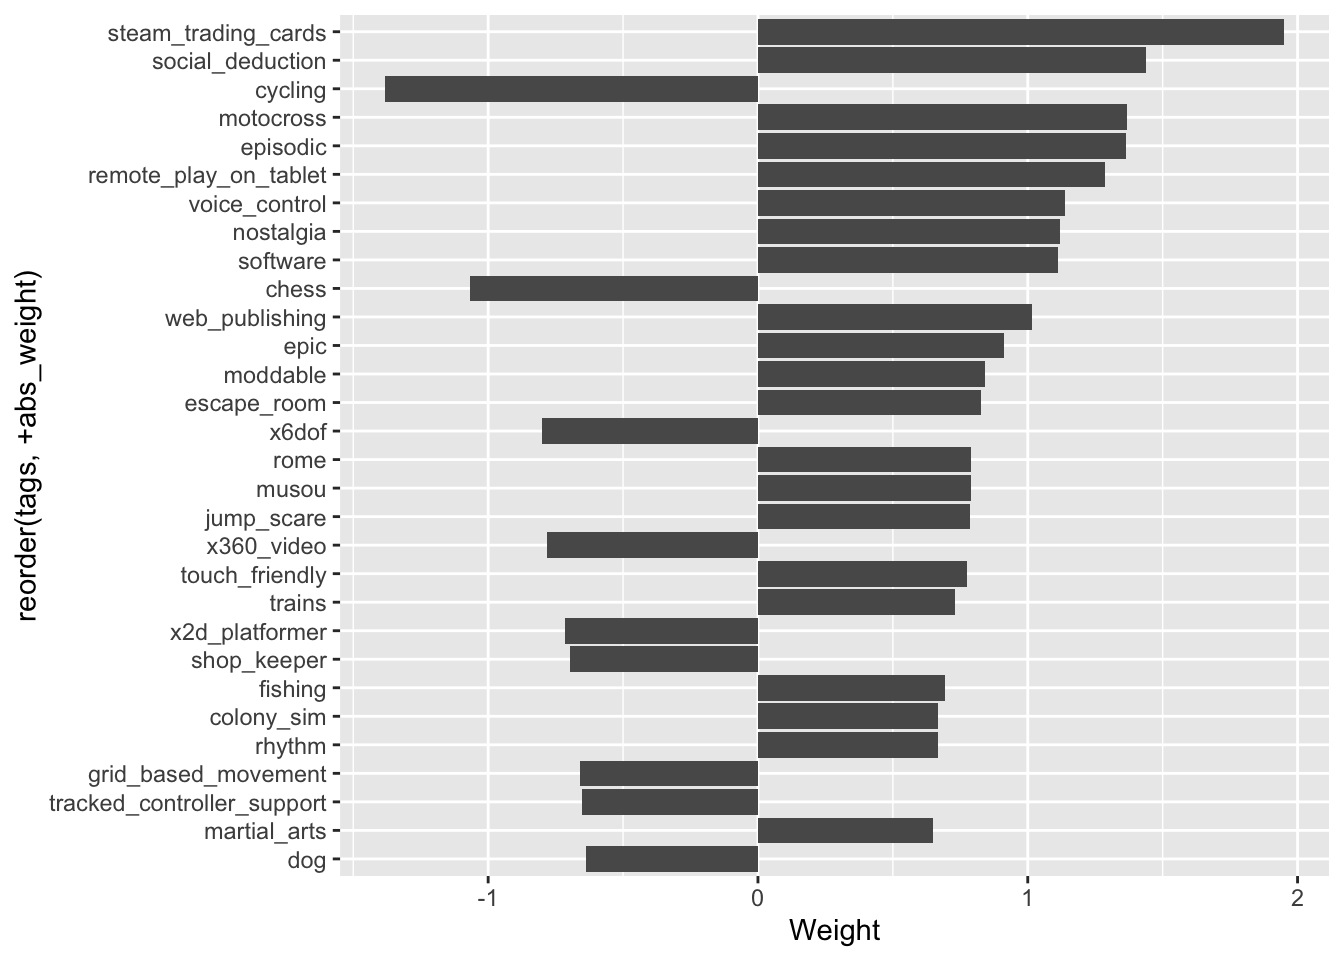 steam_trading_cards
social_deduction
cycling
motocross
episodic
remote_play_on_tablet
voice_control
nostalgia
software
chess
web_publishing
epic
moddable
escape_room
x6dof
rome
musou
jump_scare
x360_video
touch_friendly
trains
x2d_platformer
shop_keeper
fishing
colony_sim
rhythm
grid_based_movement
tracked_controller_support
martial_arts
dog
reorder(tags, +abs_weight)
-1 0 1 2
Weight